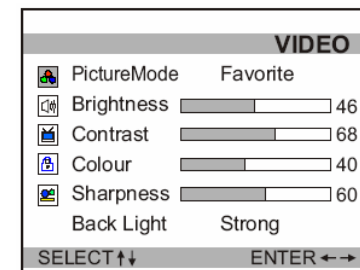 VIDEO
PictureMode Favorite
Brightness 46
Contrast 68
Colour 40
Sharpness 60
Back Light Strong
SELECT ENTER